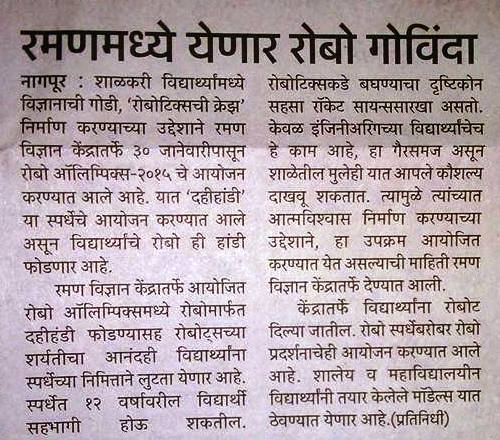 रमणमध्ये येणार रोबो गोविंदा
नागपूर : शाळकरी विद्यार्थ्यांमध्ये
विज्ञानाची गोडी, 'रोबोटिक्सची क्रेझ'
निर्माण करण्याच्या उद्देशाने रमण
विज्ञान केंद्रातर्फे ३० जानेवारीपासून
रोबो ऑलिम्पिक्स-२०१५ चे आयोजन
करण्यात आले आहे. यात 'दहीहांडी'
या स्पर्धेचे आयोजन करण्यात आले
असून विद्यार्थ्यांचे रोबो ही हांडी
फोडणार आहे.
रमण विज्ञान केंद्रातर्फे आयोजित
रोबो ऑलिम्पिक्समध्ये रोबोमार्फत
दहीहंडी फोडण्यासह रोबोट्सच्या
शर्यतीचा आनंदही विद्यार्थ्यांना
स्पर्धेच्या निमित्ताने लुटता येणार आहे.
स्पर्धेत १२ वर्षावरील विद्यार्थी
सहभागी होऊ शकतील.
रोबोटिक्सकडे बघण्याचा दृष्टिकोन
सहसा रॉकेट सायन्ससारखा असतो.
केवळ इंजिनीअरिंगच्या विद्यार्थ्यांचेच
हे काम आहे, हा गैरसमज असून
शाळेतील मुलेही यात आपले कौशल्य
दाखवू शकतात. त्यामुळे त्यांच्यात
आत्मविश्वास निर्माण करण्याच्या
उद्देशाने, हा उपक्रम आयोजित
करण्यात येत असल्याची माहिती रमण
विज्ञान केंद्रातर्फे देण्यात आली.
केंद्रातर्फे विद्यार्थ्यांना रोबोट
दिल्या जातील. रोबो स्पर्धेबरोबर रोबो
प्रदर्शनाचेही आयोजन करण्यात आले
आहे. शालेय व महाविद्यालयीन
विद्यार्थ्यांनी तयार केलेले मॉडेल्स यात
ठेवण्यात येणार आहे.(प्रतिनिधी)